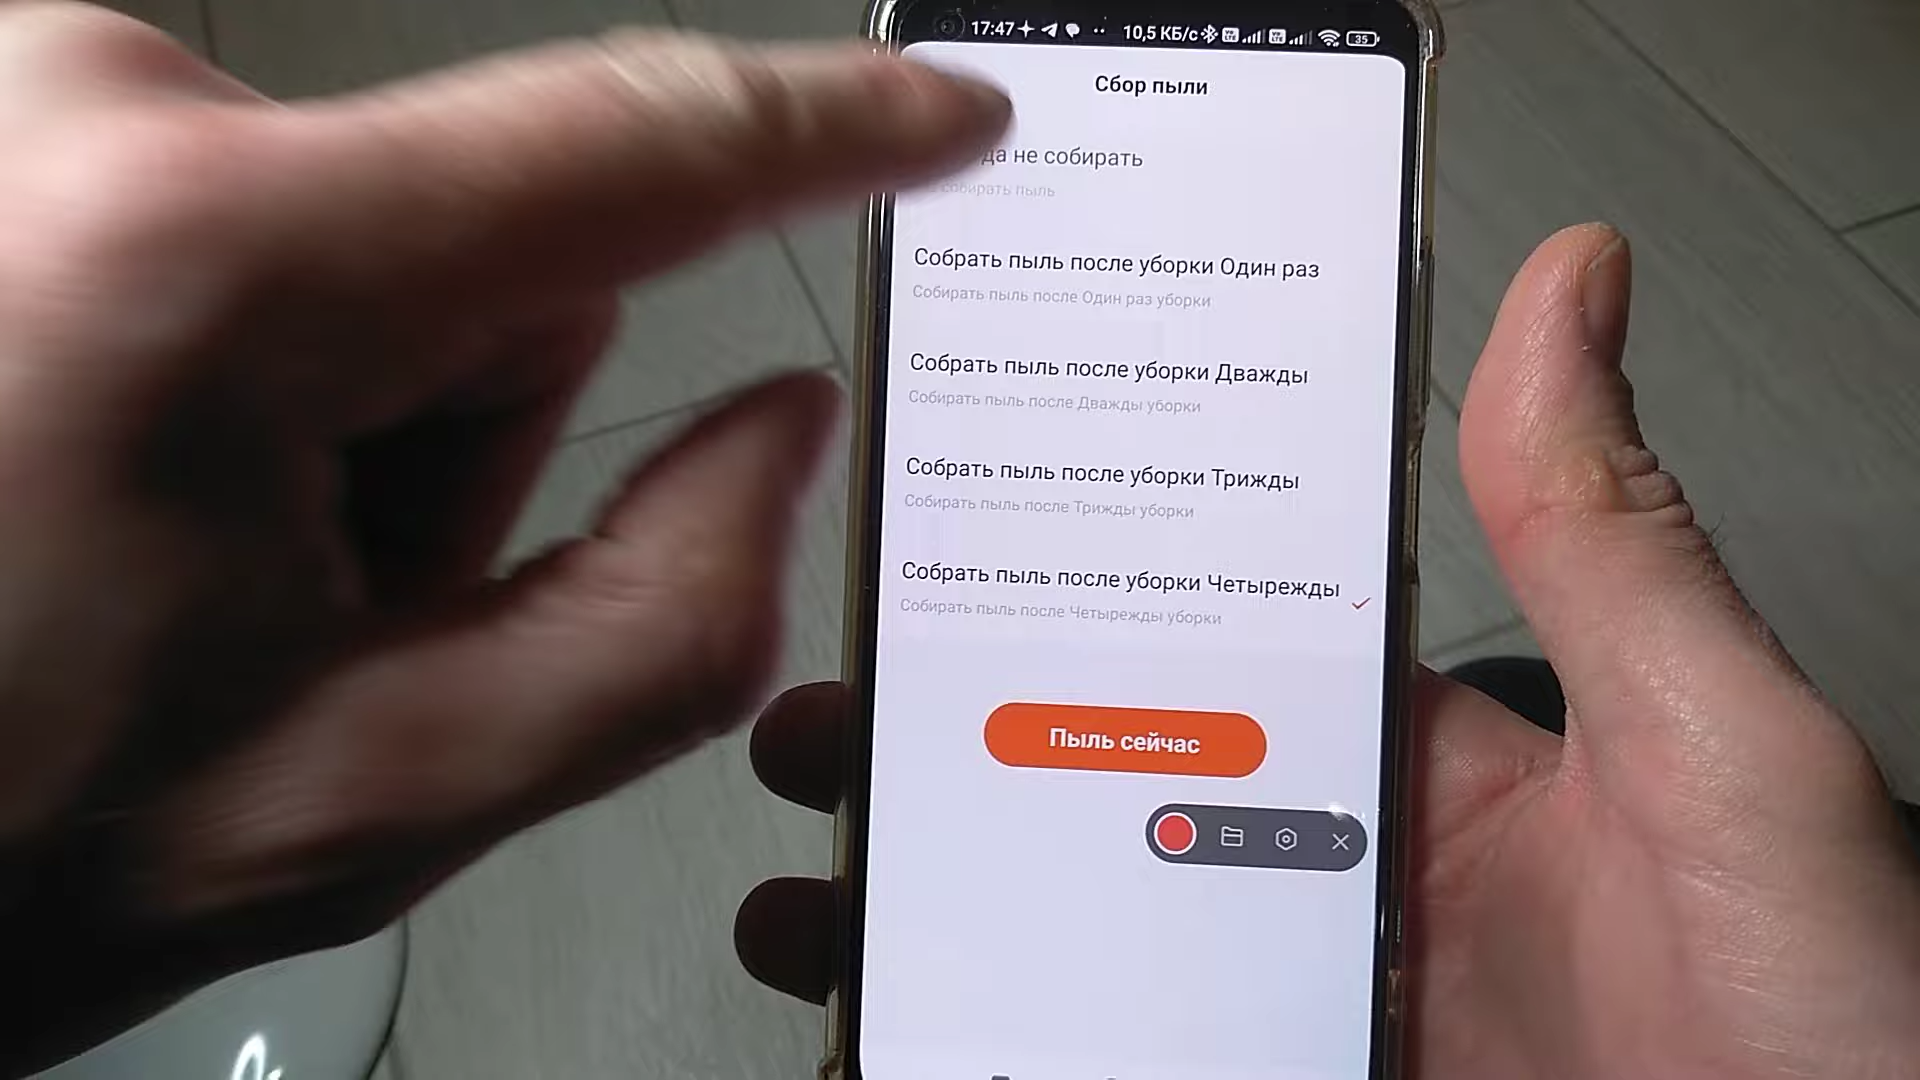 17:47 10,5 КБ/с 35
Сбор пыли
да не собирать
собирать пыль
Собрать пыль после уборки Один раз
Собирать пыль после Один раз уборки
Собрать пыль после уборки Дважды
Собирать пыль после Дважды уборки
Собрать пыль после уборки Трижды
Собирать пыль после Трижды уборки
Собрать пыль после уборки Четырежды
Собирать пыль после Четырежды уборки
Пыль сейчас